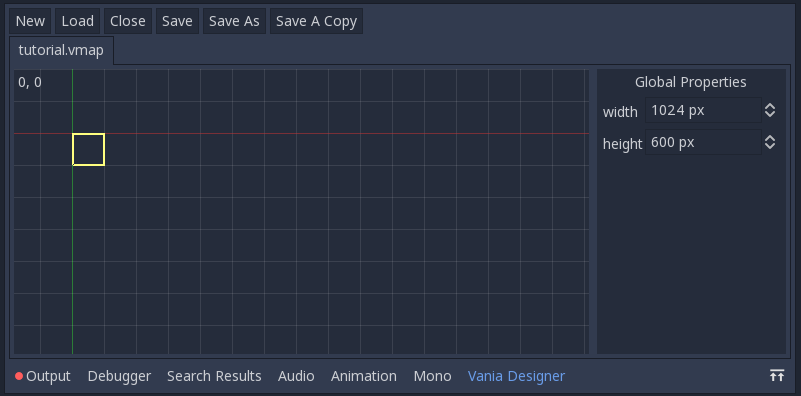 New Load Close Save Save As Save A Copy
tutorial.vmap
0, 0
Global Properties
width 1024 px
height 600 px
Output Debugger Search Results Audio Animation Mono Vania Designer